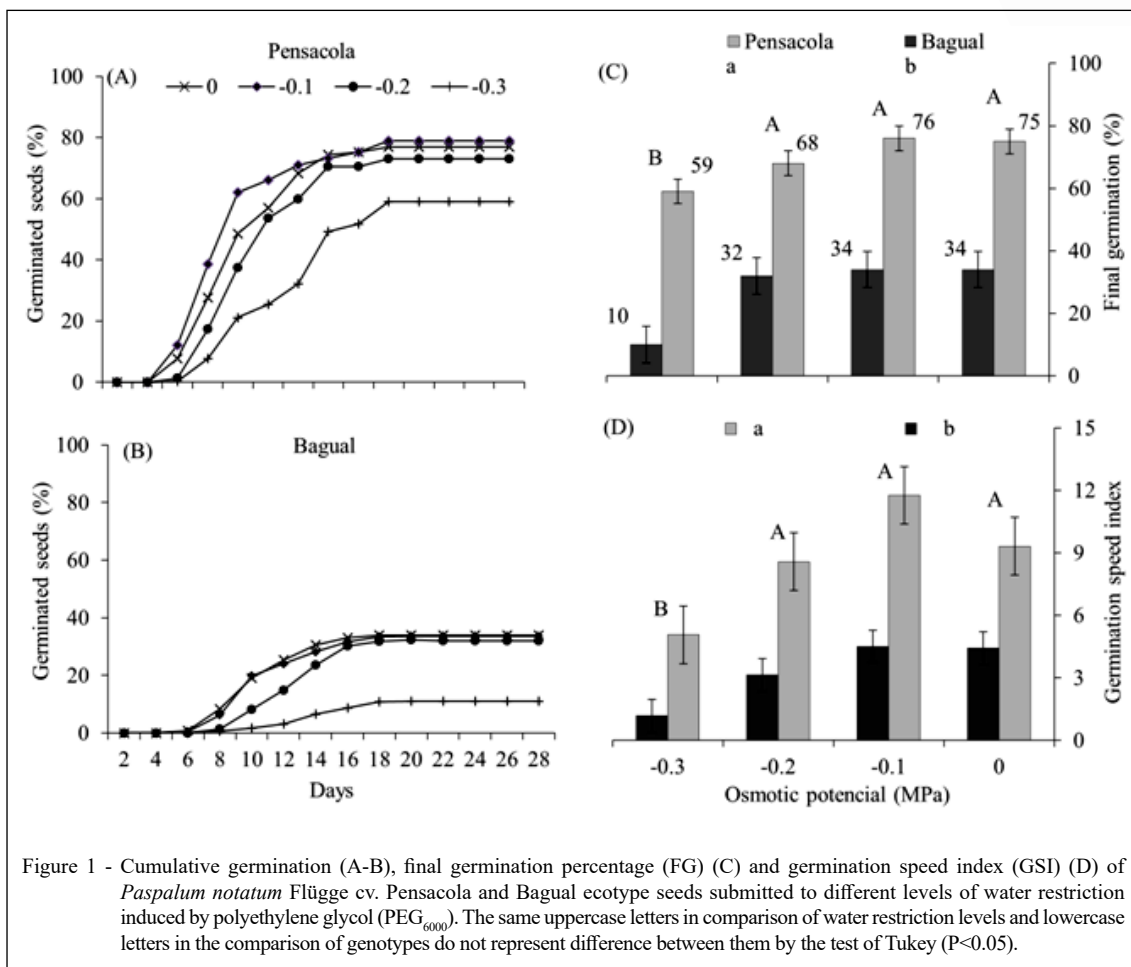 Pensacola
(A)
0 -0.1 -0.2 -0.3
100
80
60
40
20
0
Germinated seeds (%)
Bagual
(B)
100
80
60
40
20
0
Germinated seeds (%)
2 4 6 8 10 12 14 16 18 20 22 24 26 28
Days
Pensacola Bagual
(C) a b
100
80
60
40
20
0
Final germination (%)
B A A A
59 68 76 75
10 32 34 34
(D) a b
15
12
9
6
3
0
Germination speed index
B A A A
-0.3 -0.2 -0.1 0
Osmotic potencial (MPa)
Figure 1 - Cumulative germination (A-B), final germination percentage (FG) (C) and germination speed index (GSI) (D) of
Paspalum notatum Flügge cv. Pensacola and Bagual ecotype seeds submitted to different levels of water restriction
induced by polyethylene glycol (PEG6000). The same uppercase letters in comparison of water restriction levels and lowercase
letters in the comparison of genotypes do not represent difference between them by the test of Tukey (P<0.05).